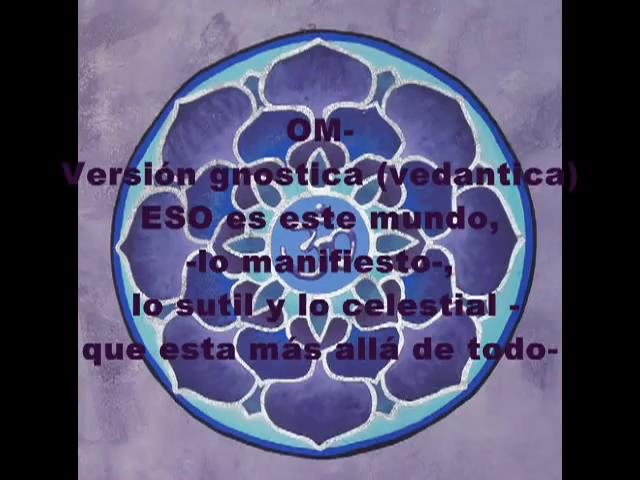 OM-
Versión gnostica (vedantica)
ESO es este mundo,
-lo manifiesto-,
lo sutil y lo celestial -
que esta más allá de todo-
ॐ